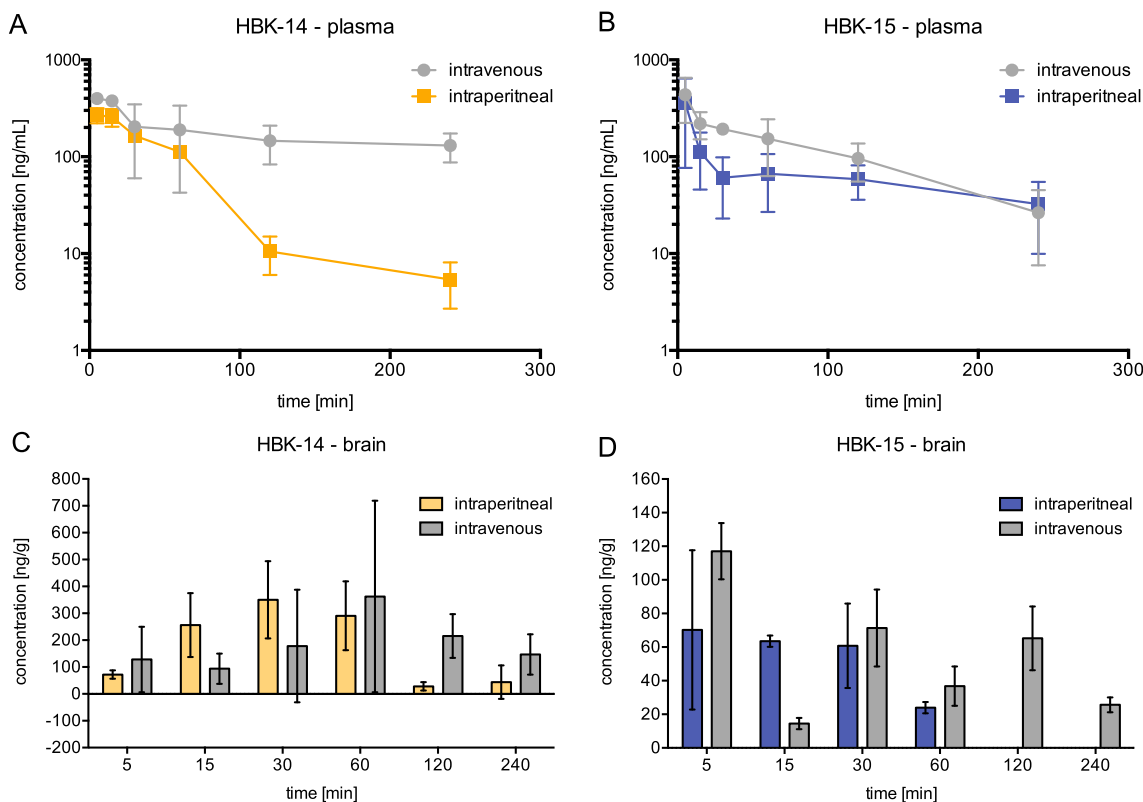 A
HBK-14 - plasma
concentration [ng/mL]
1000
100
10
1
intravenous
intraperitneal
0
100
200
300
time [min]
B
HBK-15 - plasma
concentration [ng/mL]
1000
100
10
1
intravenous
intraperitneal
0
100
200
300
time [min]
C
HBK-14 - brain
concentration [ng/g]
800
700
600
500
400
300
200
100
0
-100
-200
intraperitneal
intravenous
5
15
30
60
120
240
time [min]
D
HBK-15 - brain
concentration [ng/g]
160
140
120
100
80
60
40
20
0
intraperitneal
intravenous
5
15
30
60
120
240
time [min]